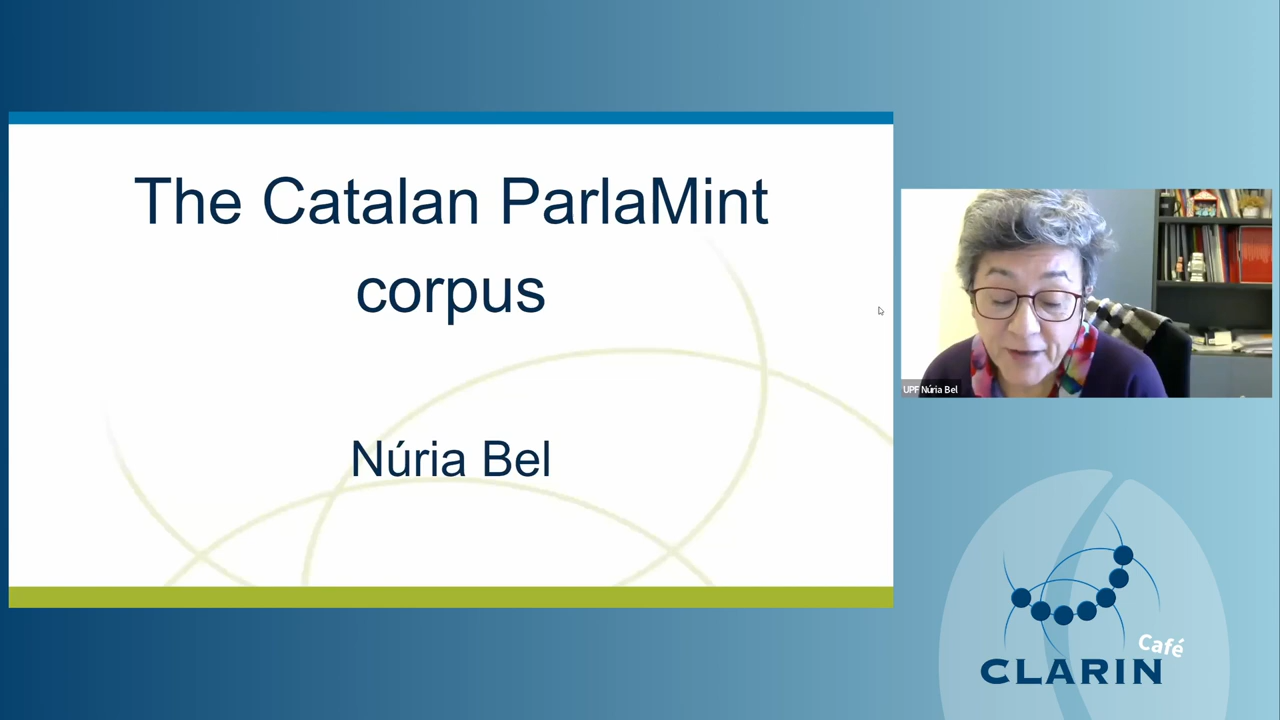 The Catalan ParlaMint
corpus
Núria Bel
UPF Núria Bel
Café
CLARIN